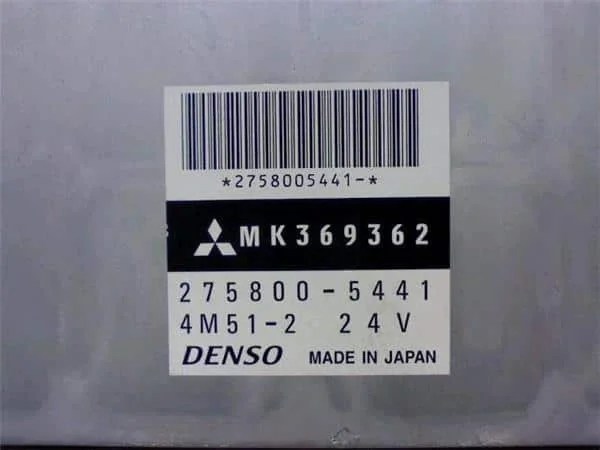 *2758005441-*
MK369362
275800-5441
4M51-2 24V
DENSO MADE IN JAPAN